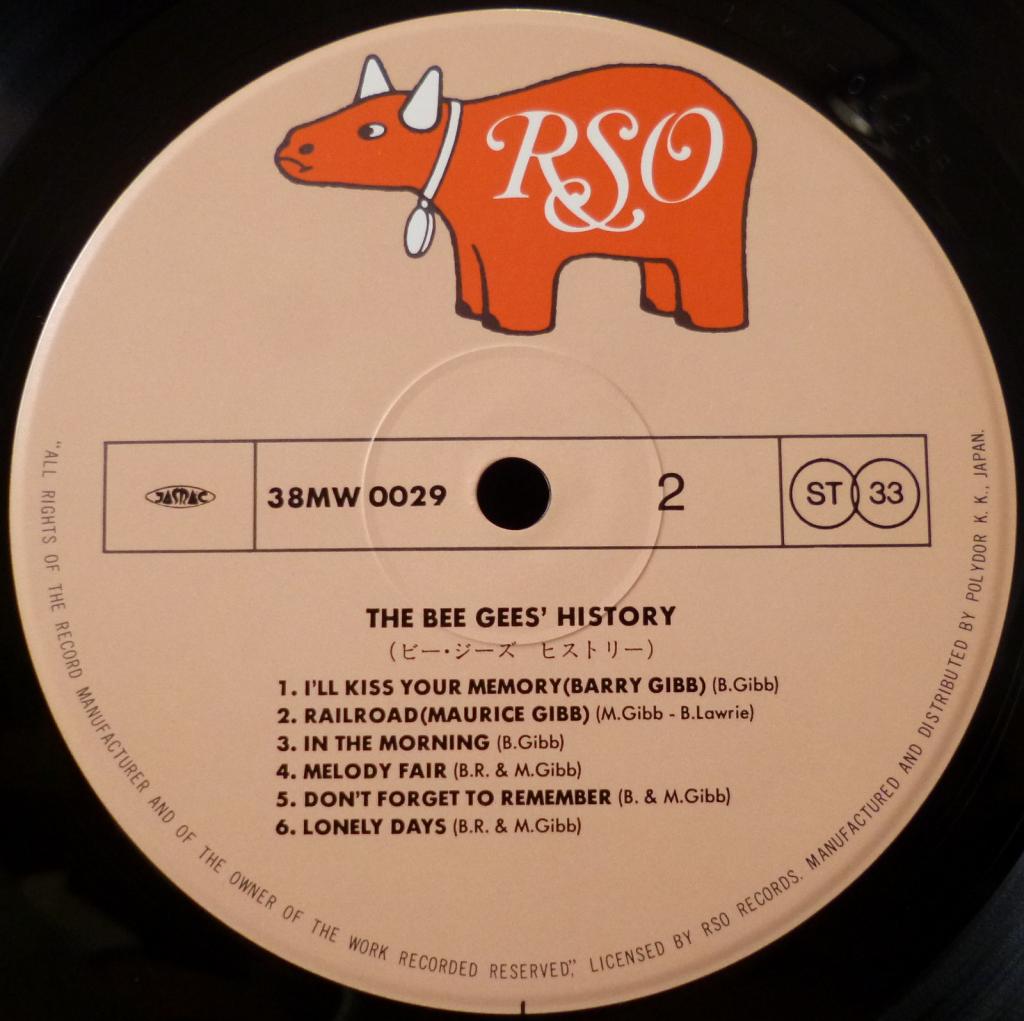 RSO
JASRAC
38MW 0029
2
ST 33
THE BEE GEES' HISTORY
(ビー・ジーズ ヒストリー)
1. I'LL KISS YOUR MEMORY(BARRY GIBB) (B.Gibb)
2. RAILROAD(MAURICE GIBB) (M.Gibb - B.Lawrie)
3. IN THE MORNING (B.Gibb)
4. MELODY FAIR (B.R. & M.Gibb)
5. DON'T FORGET TO REMEMBER (B. & M.Gibb)
6. LONELY DAYS (B.R. & M.Gibb)
"ALL RIGHTS OF THE RECORD MANUFACTURER AND OF THE OWNER OF THE WORK RECORDED RESERVED", LICENSED BY RSO RECORDS. MANUFACTURED AND DISTRIBUTED BY POLYDOR K. K., JAPAN.